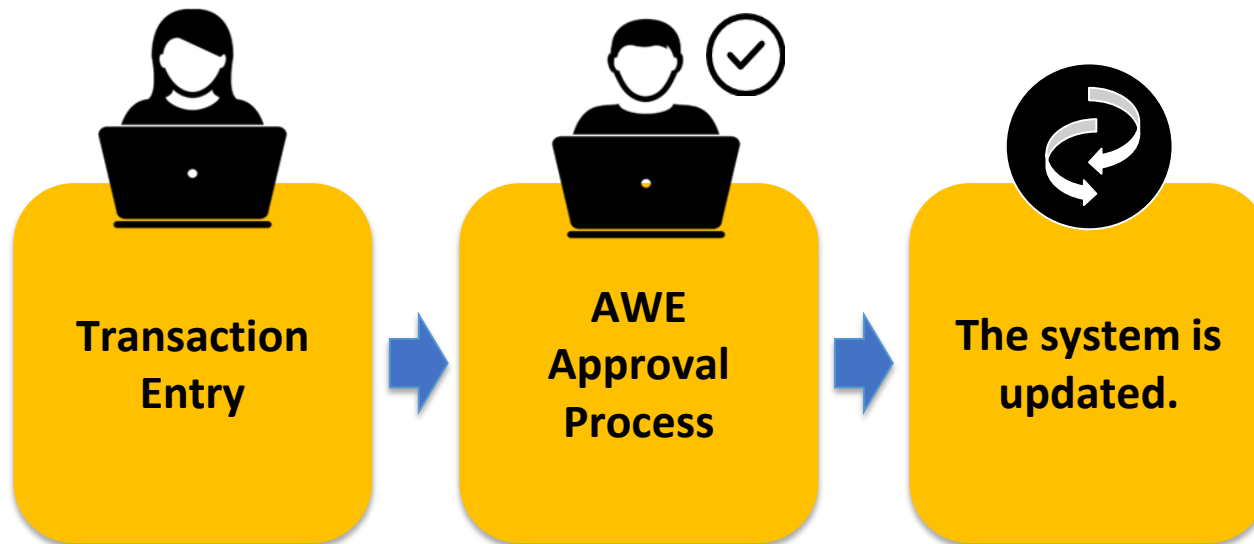 Transaction
Entry
AWE
Approval
Process
The system is
updated.